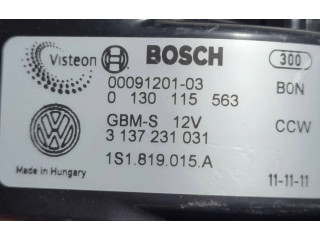 Visteon BOSCH 300
00091201-03 B0N
0 130 115 563
GBM-S 12V CCW
3 137 231 031
1S1.819.015.A
Made in Hungary 11-11-11